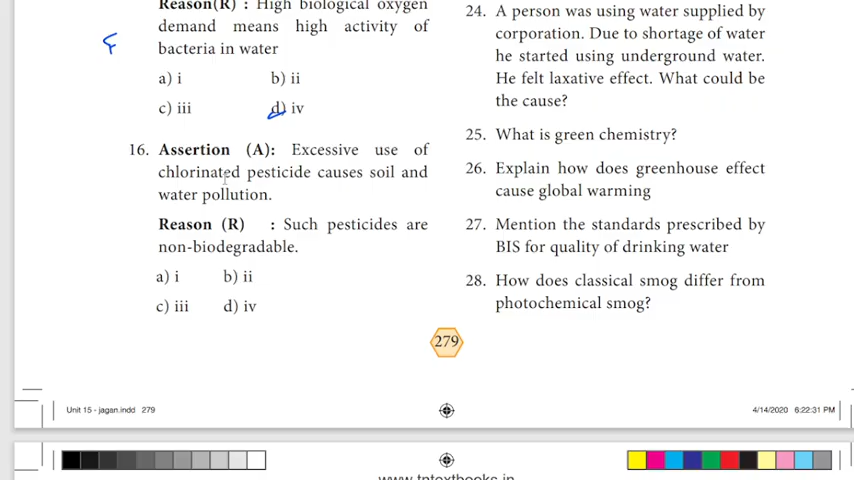 Reason(R) : High biological oxygen
demand means high activity of
bacteria in water
a) i b) ii
c) iii d) iv
16. Assertion (A): Excessive use of
chlorinated pesticide causes soil and
water pollution.
Reason (R) : Such pesticides are
non-biodegradable.
a) i b) ii
c) iii d) iv
24. A person was using water supplied by
corporation. Due to shortage of water
he started using underground water.
He felt laxative effect. What could be
the cause?
25. What is green chemistry?
26. Explain how does greenhouse effect
cause global warming
27. Mention the standards prescribed by
BIS for quality of drinking water
28. How does classical smog differ from
photochemical smog?
279
Unit 15 - jagan.indd 279
4/14/2020 6:22:31 PM
www.tntextbooks.in